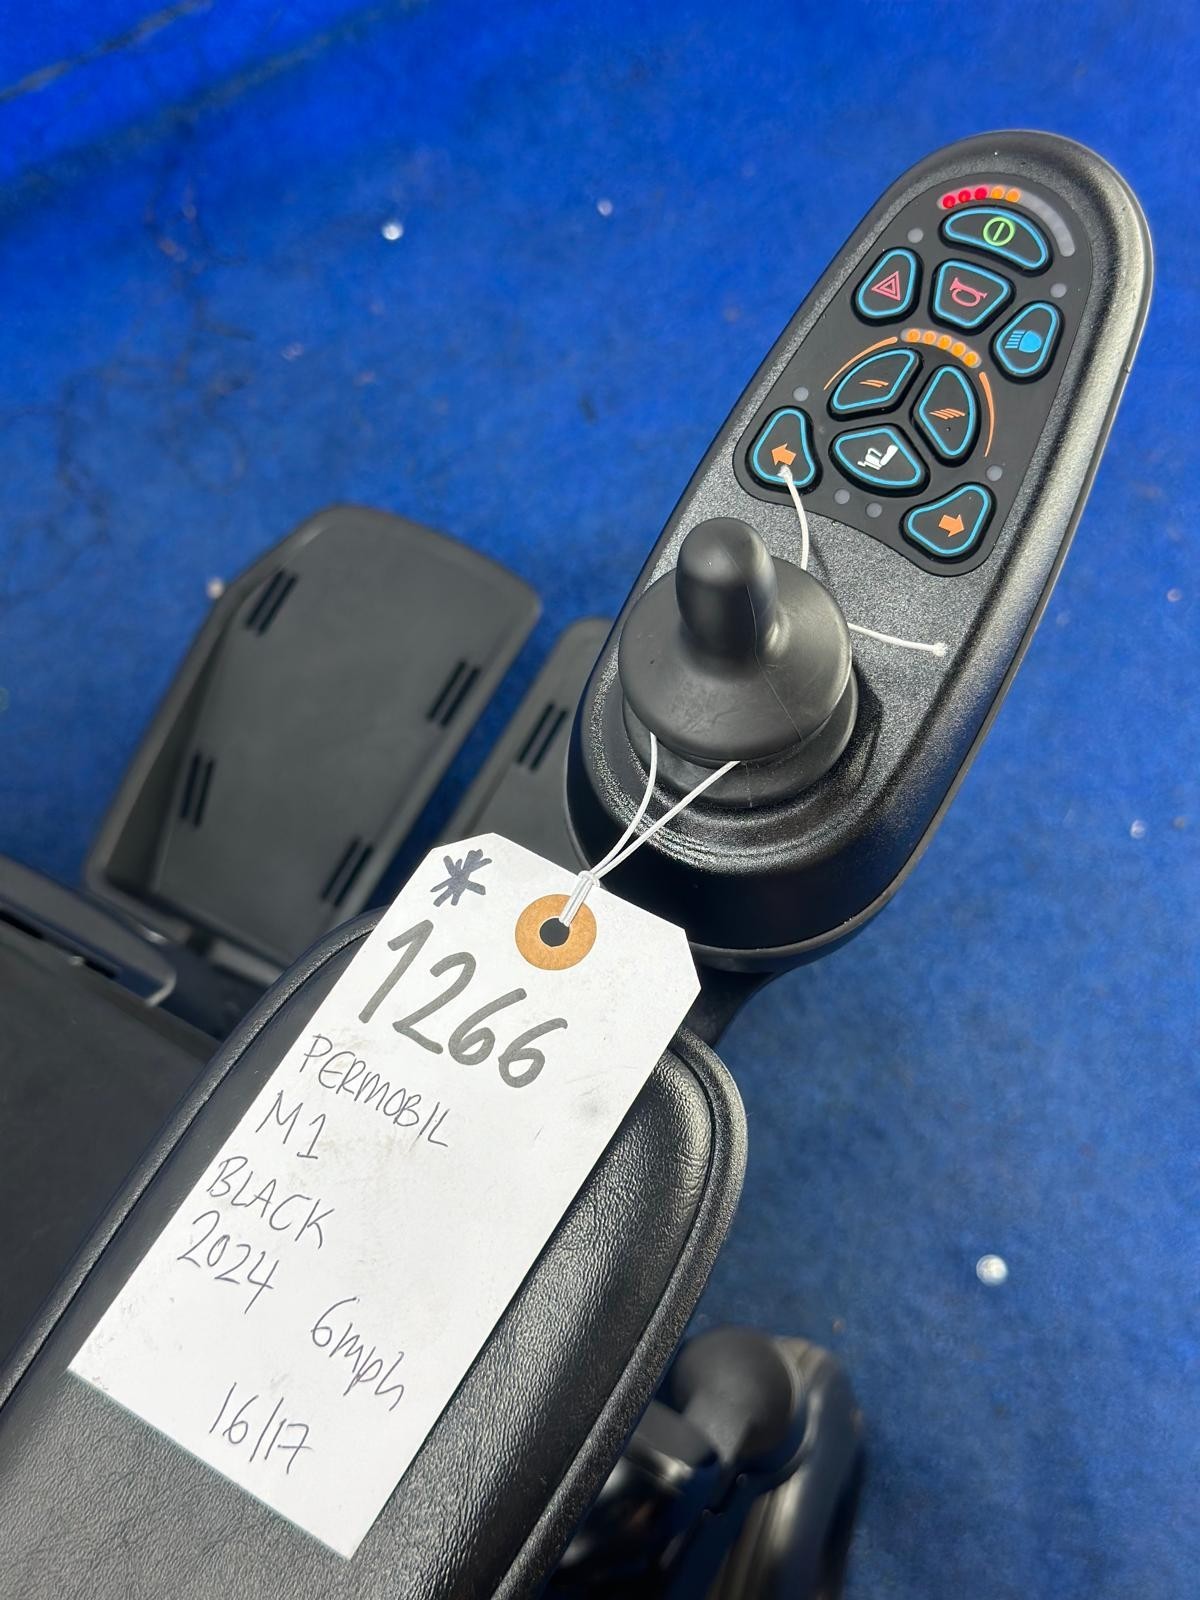 *
1266
PERMOBIL
M1
BLACK
2024
6mph
16/17